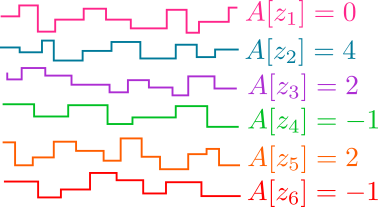 A[z₁] = 0
A[z₂] = 4
A[z₃] = 2
A[z₄] = −1
A[z₅] = 2
A[z₆] = −1